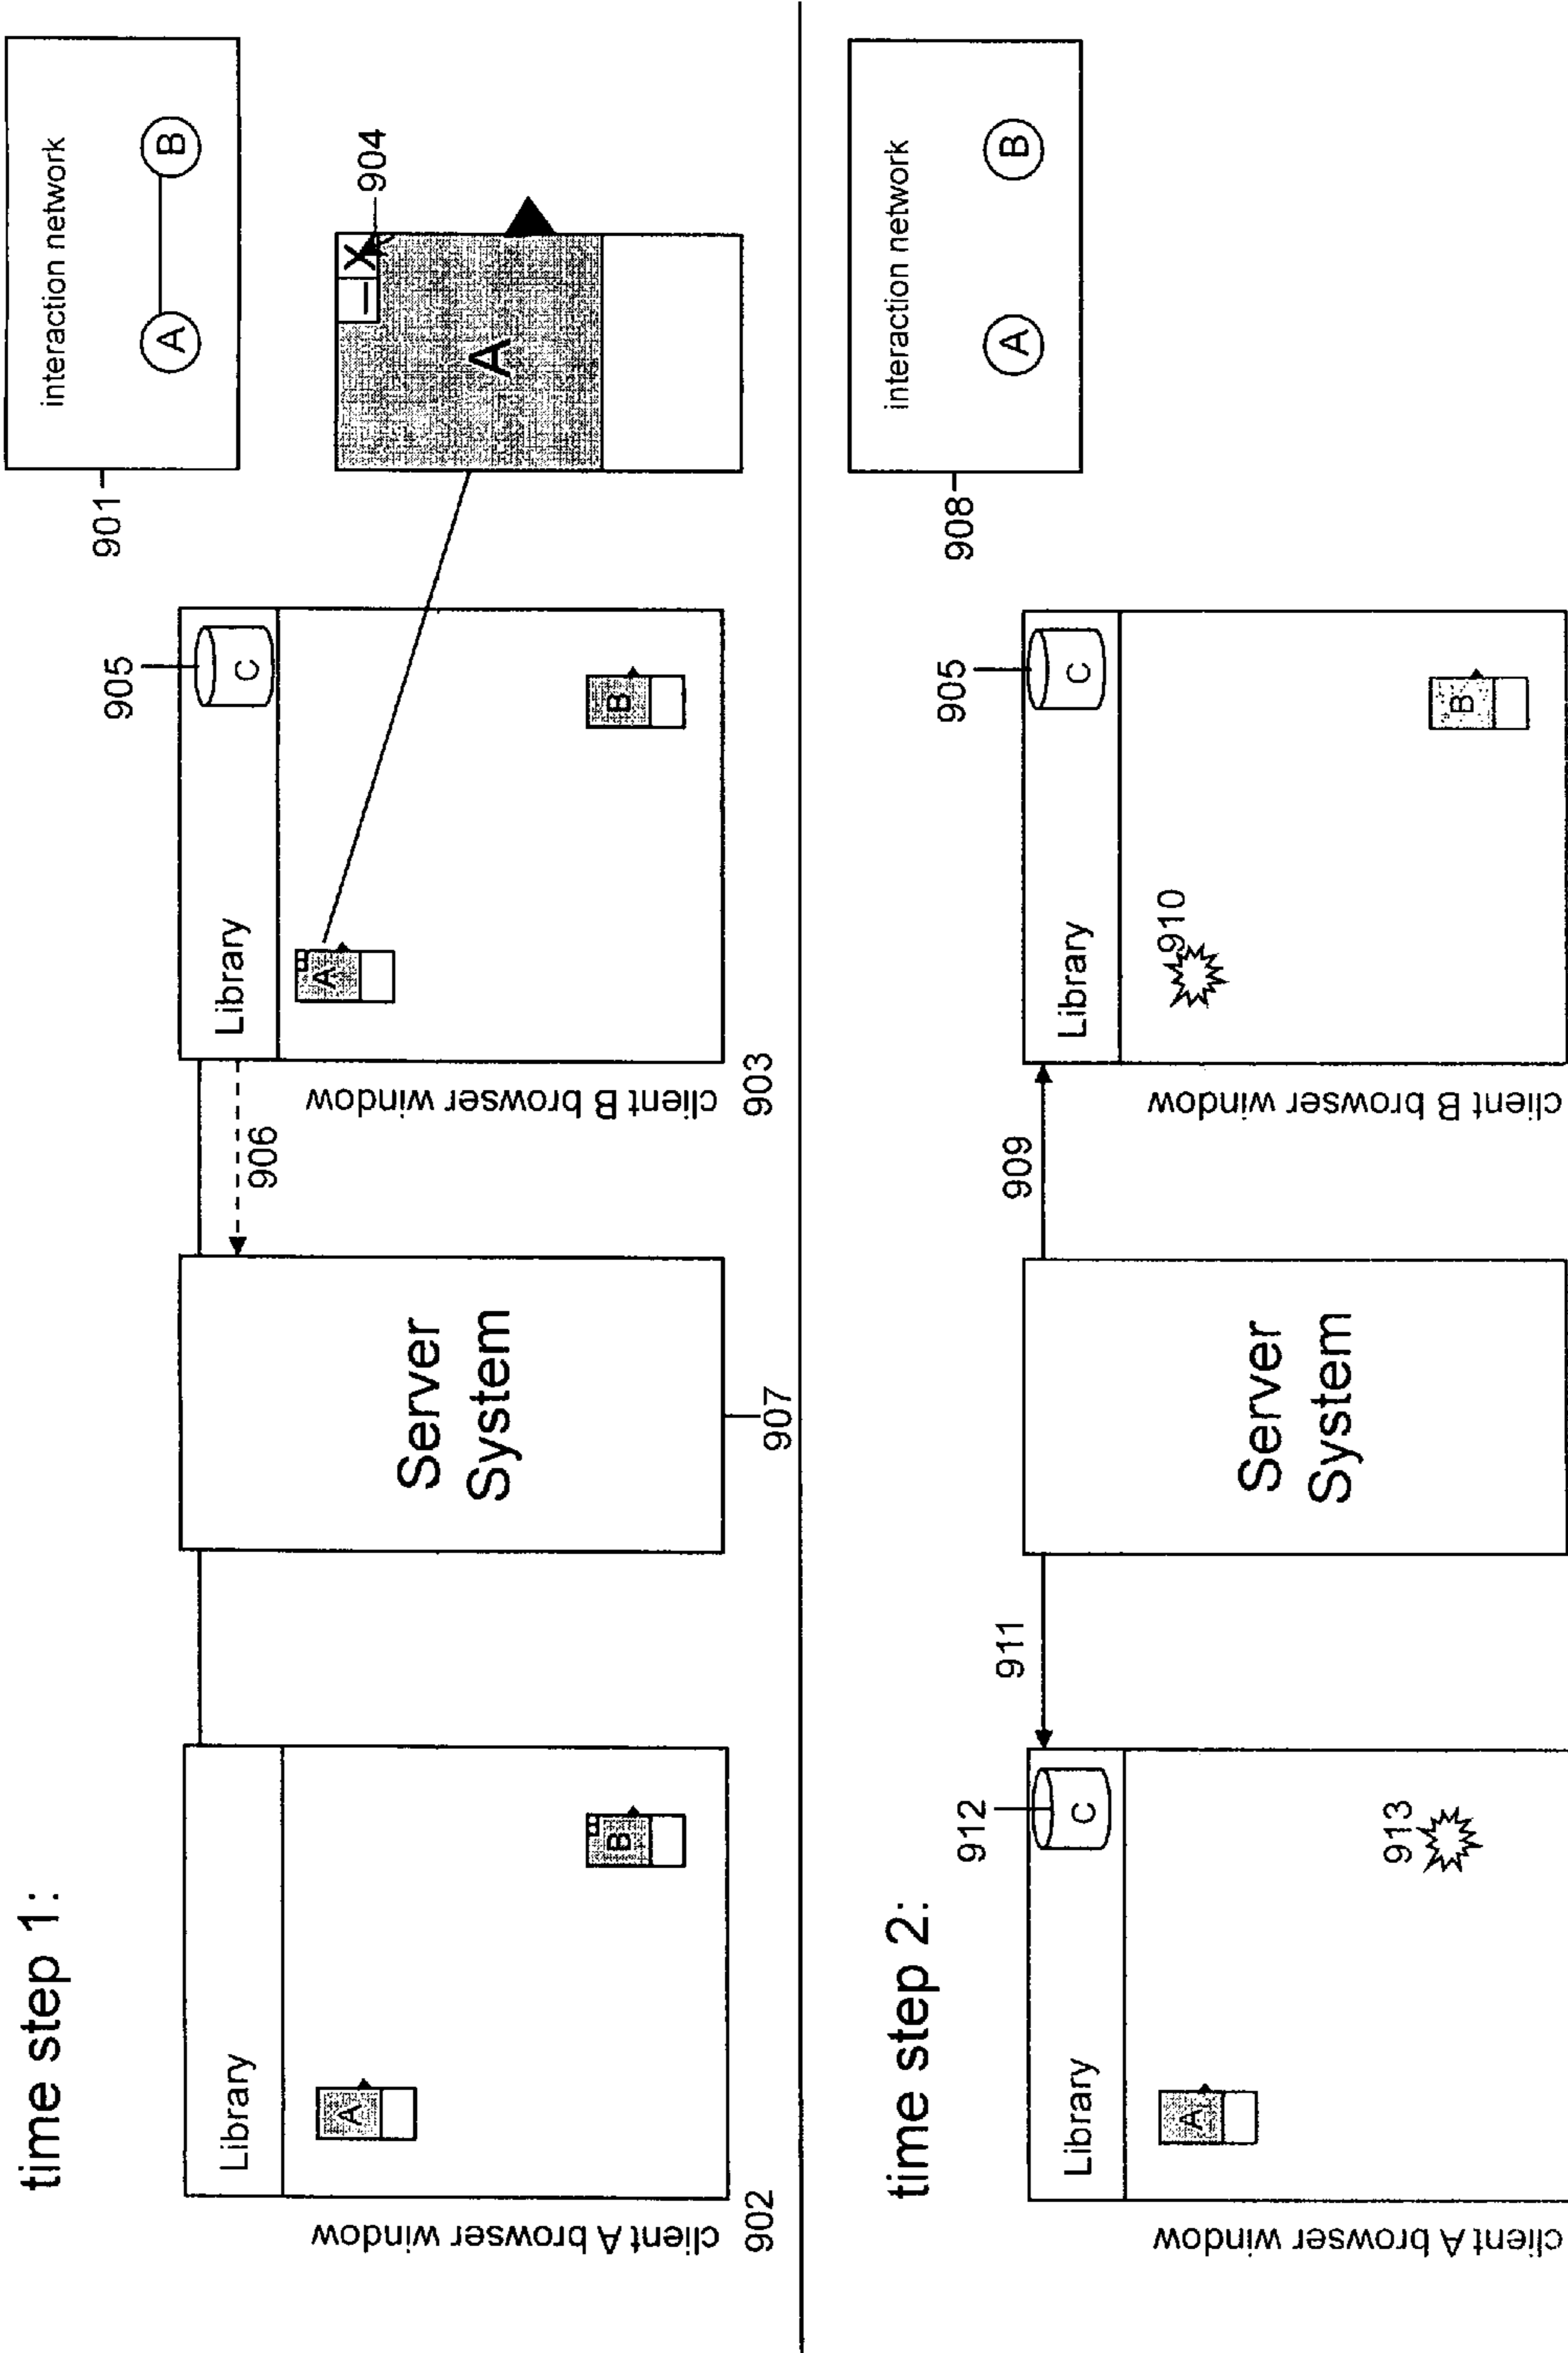 time step 1:
client A browser window
902
Library
A
B
Server
System
907
906
client B browser window
903
Library
905
C
A
B
901
interaction network
A
B
904
– X
A
time step 2:
client A browser window
Library
912
C
A
913
911
Server
System
909
client B browser window
Library
905
C
910
B
908
interaction network
A
B